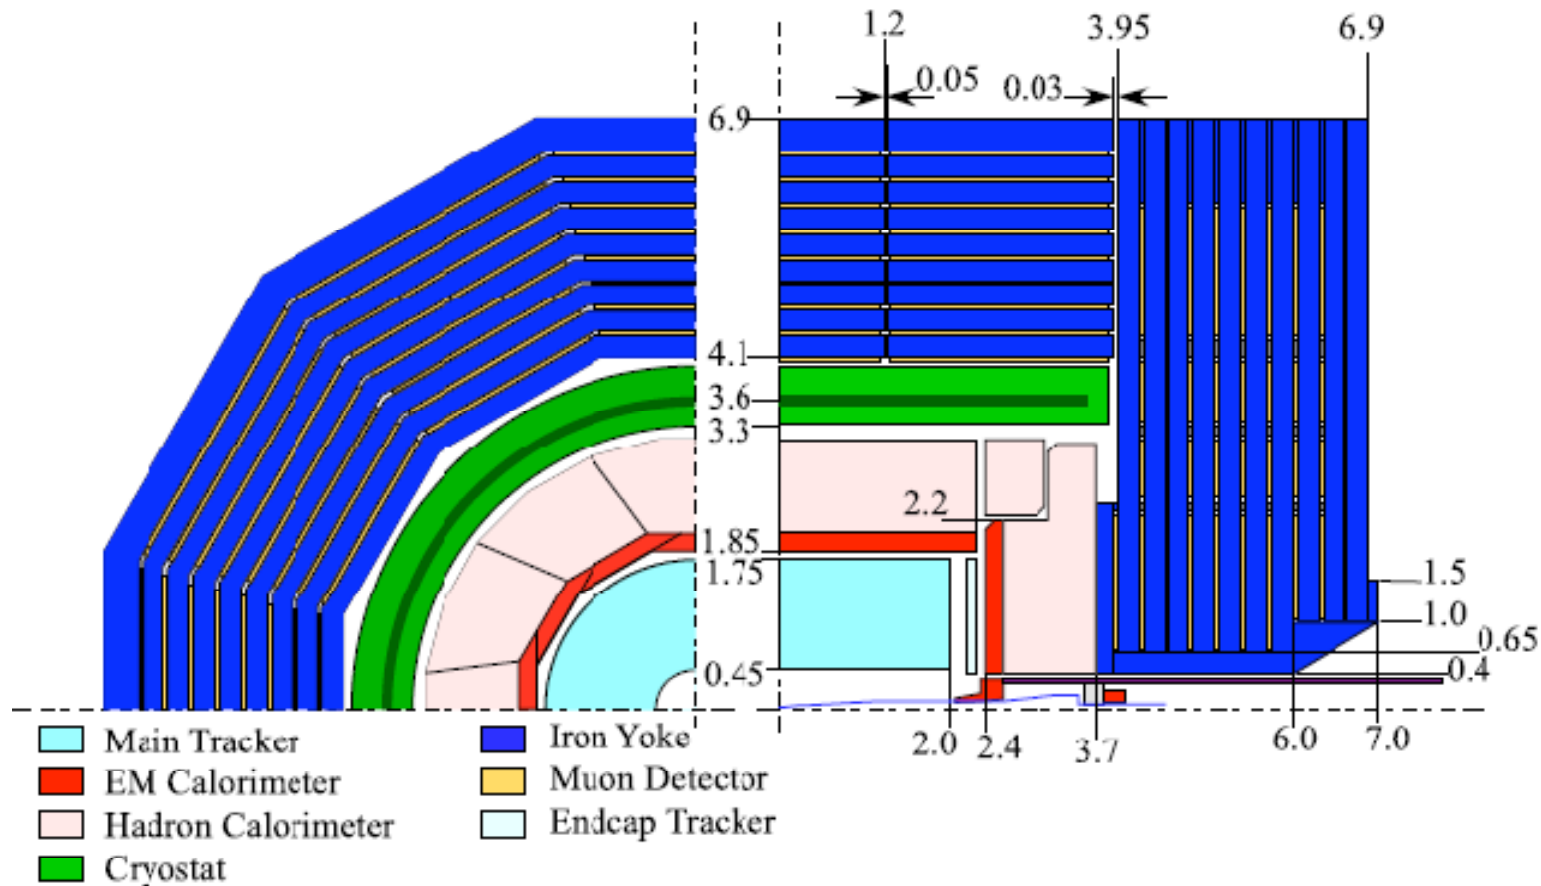 1.2 3.95 6.9
0.05 0.03
6.9
4.1
3.6
3.3
2.2
1.85
1.75
1.5
1.0
0.65
0.45 0.4
2.0 2.4 3.7 6.0 7.0
Main Tracker Iron Yoke
EM Calorimeter Muon Detector
Hadron Calorimeter Endcap Tracker
Cryostat